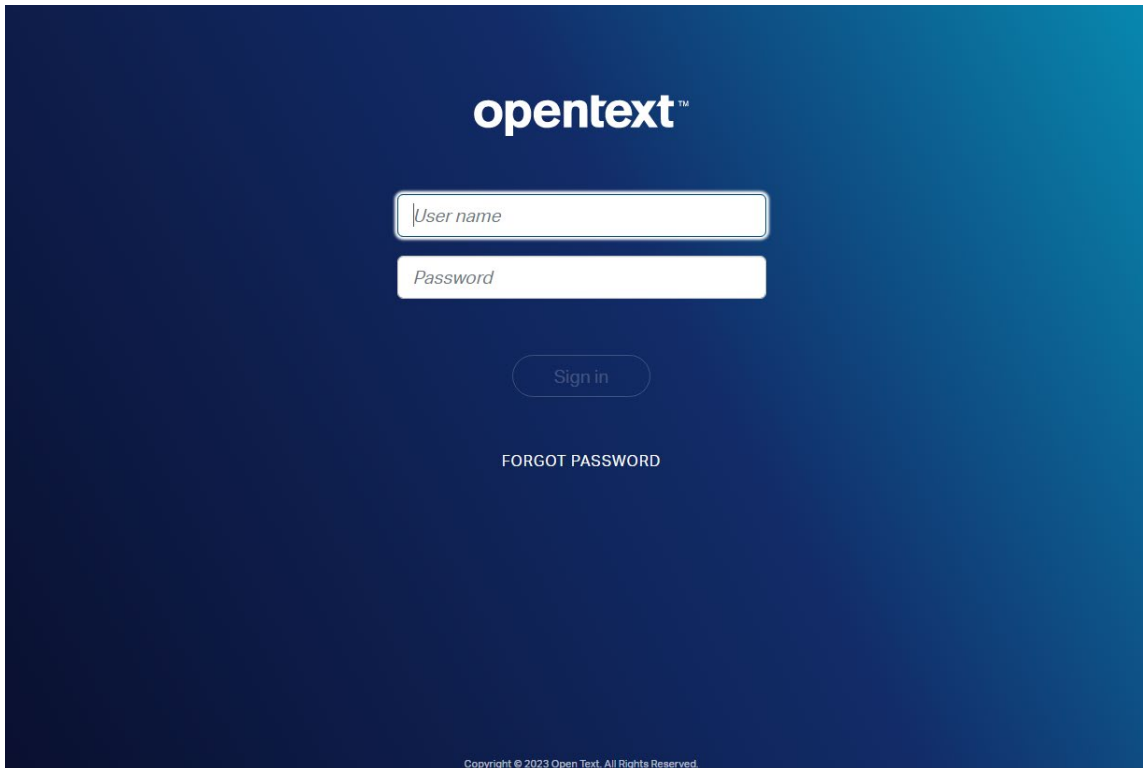 opentext™
User name
Password
Sign in
FORGOT PASSWORD
Copyright © 2023 Open Text. All Rights Reserved.